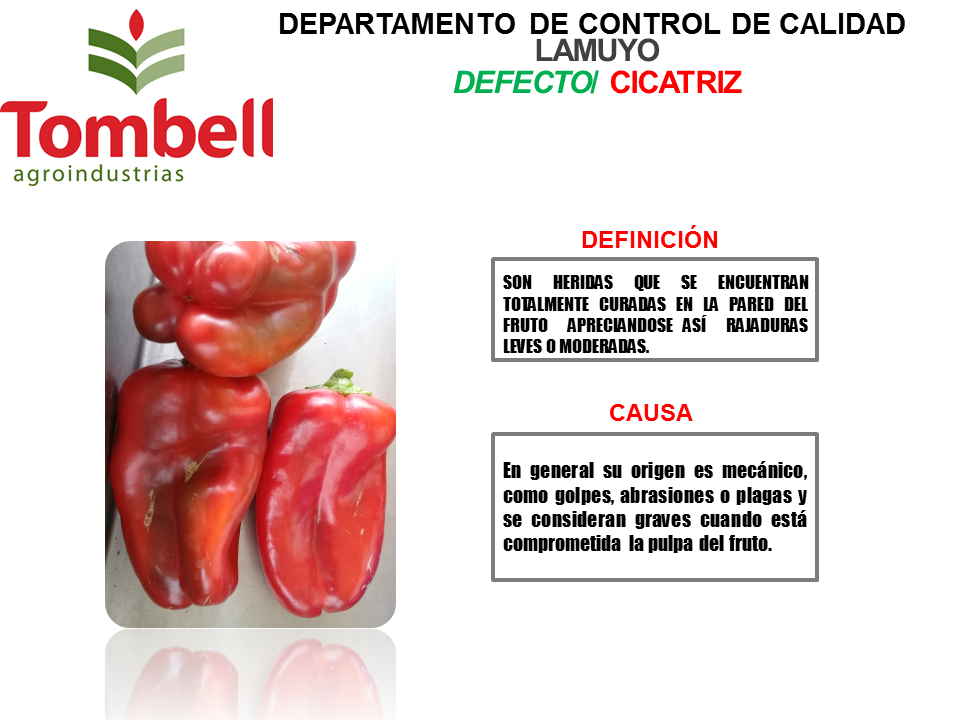 DEPARTAMENTO DE CONTROL DE CALIDAD
LAMUYO
DEFECTO/ CICATRIZ
Tombell
agroindustrias
DEFINICIÓN
SON HERIDAS QUE SE ENCUENTRAN
TOTALMENTE CURADAS EN LA PARED DEL
FRUTO APRECIANDOSE ASÍ RAJADURAS
LEVES O MODERADAS.
CAUSA
En general su origen es mecánico,
como golpes, abrasiones o plagas y
se consideran graves cuando está
comprometida la pulpa del fruto.